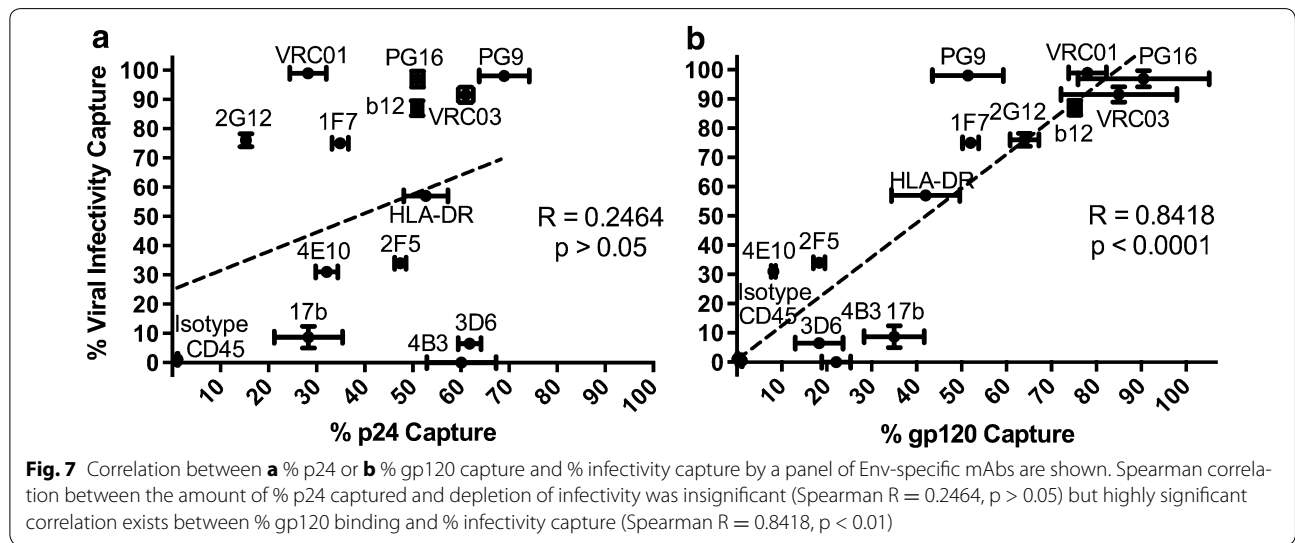 a
% Viral Infectivity Capture
100
90
80
70
60
50
40
30
20
10
0
VRC01
PG16
PG9
b12
VRC03
2G12
1F7
HLA-DR
R = 0.2464
p > 0.05
4E10
2F5
17b
Isotype
CD45
4B3
3D6
10 20 30 40 50 60 70 80 90 100
% p24 Capture
b
100
90
80
70
60
50
40
30
20
10
0
PG9
VRC01
PG16
1F7
2G12
b12
VRC03
HLA-DR
R = 0.8418
p < 0.0001
4E10
2F5
Isotype
CD45
3D6
4B3
17b
10 20 30 40 50 60 70 80 90 100
% gp120 Capture
Fig. 7 Correlation between a % p24 or b % gp120 capture and % infectivity capture by a panel of Env-specific mAbs are shown. Spearman correla-
tion between the amount of % p24 captured and depletion of infectivity was insignificant (Spearman R = 0.2464, p > 0.05) but highly significant
correlation exists between % gp120 binding and % infectivity capture (Spearman R = 0.8418, p < 0.01)